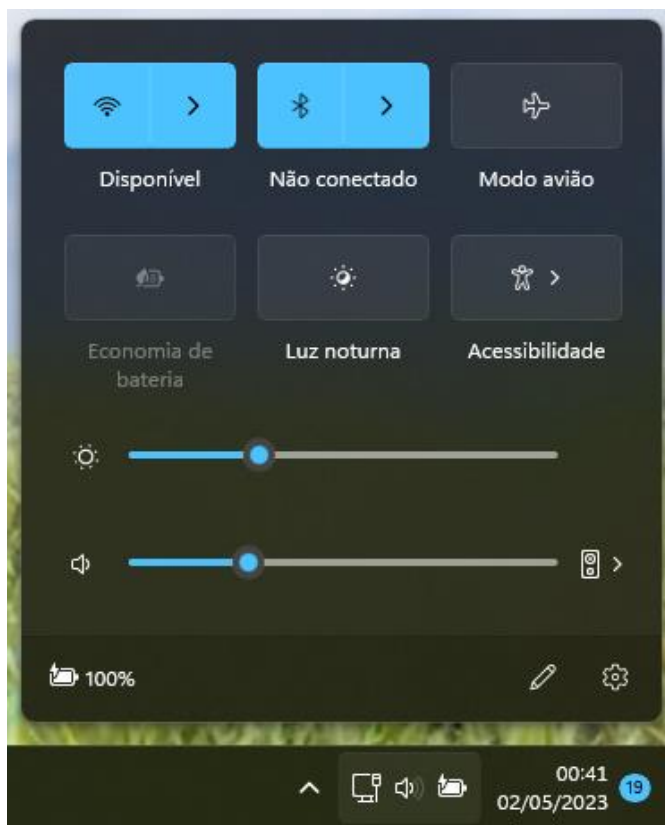 Disponível
Não conectado
Modo avião
Economia de
bateria
Luz noturna
Acessibilidade
100%
00:41
02/05/2023
19